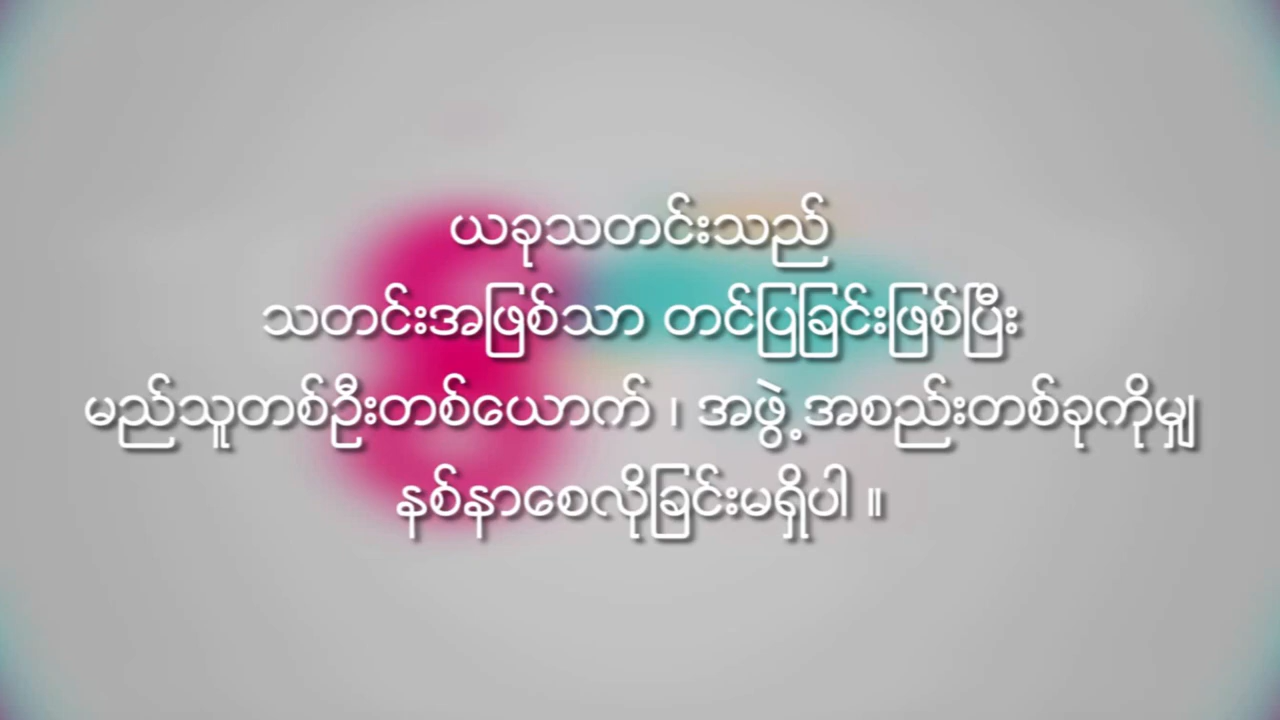 ယခုသတင်းသည်
သတင်းအဖြစ်သာ တင်ပြခြင်းဖြစ်ပြီး
မည်သူတစ်ဦးတစ်ယောက် ၊ အဖွဲ့အစည်းတစ်ခုကိုမျှ
နစ်နာစေလိုခြင်းမရှိပါ ။